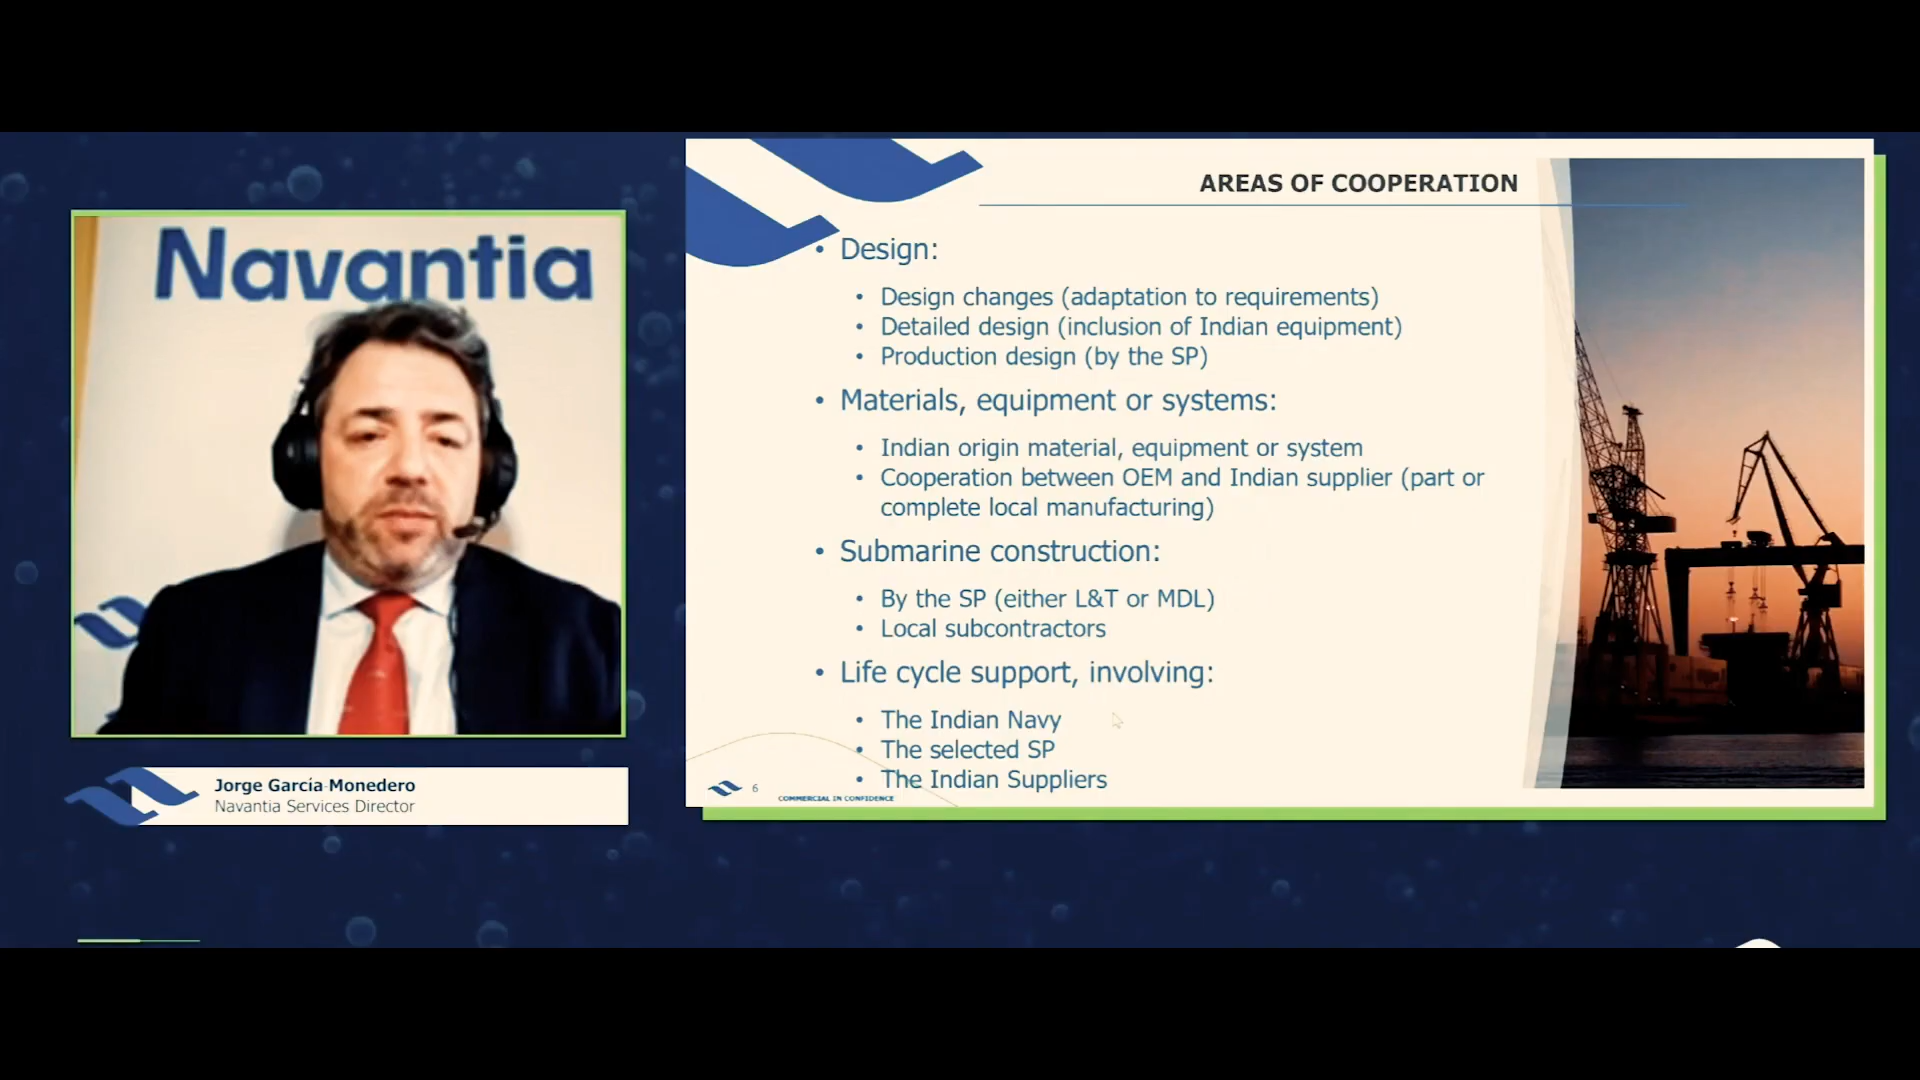 Navantia
Jorge García-Monedero
Navantia Services Director
AREAS OF COOPERATION
• Design:
• Design changes (adaptation to requirements)
• Detailed design (inclusion of Indian equipment)
• Production design (by the SP)
• Materials, equipment or systems:
• Indian origin material, equipment or system
• Cooperation between OEM and Indian supplier (part or
complete local manufacturing)
• Submarine construction:
• By the SP (either L&T or MDL)
• Local subcontractors
• Life cycle support, involving:
• The Indian Navy
• The selected SP
• The Indian Suppliers
6
COMMERCIAL IN CONFIDENCE